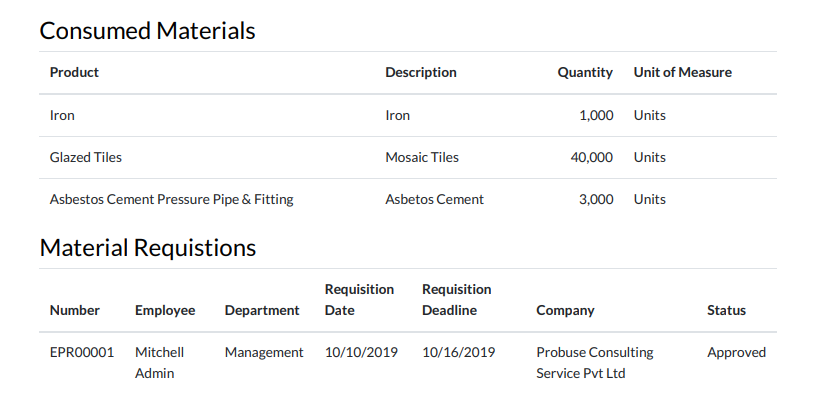 Consumed Materials
Product Description Quantity Unit of Measure
Iron Iron 1,000 Units
Glazed Tiles Mosaic Tiles 40,000 Units
Asbestos Cement Pressure Pipe & Fitting Asbetos Cement 3,000 Units
Material Requistions
Requisition Requisition
Number Employee Department Date Deadline Company Status
EPR00001 Mitchell Management 10/10/2019 10/16/2019 Probuse Consulting Approved
Admin Service Pvt Ltd